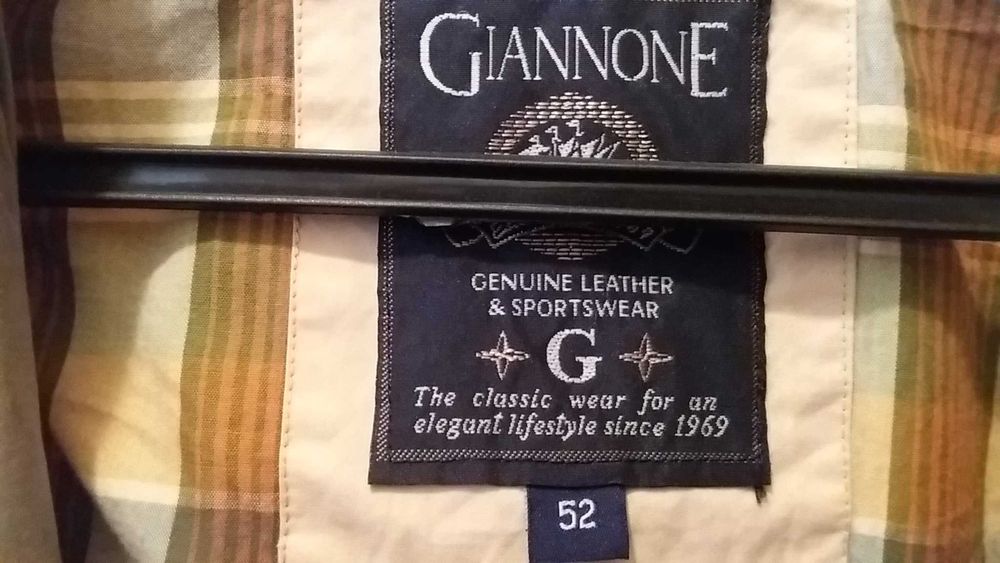 GIANNONE
GENUINE LEATHER
& SPORTSWEAR
G
The classic wear for an
elegant lifestyle since 1969
52